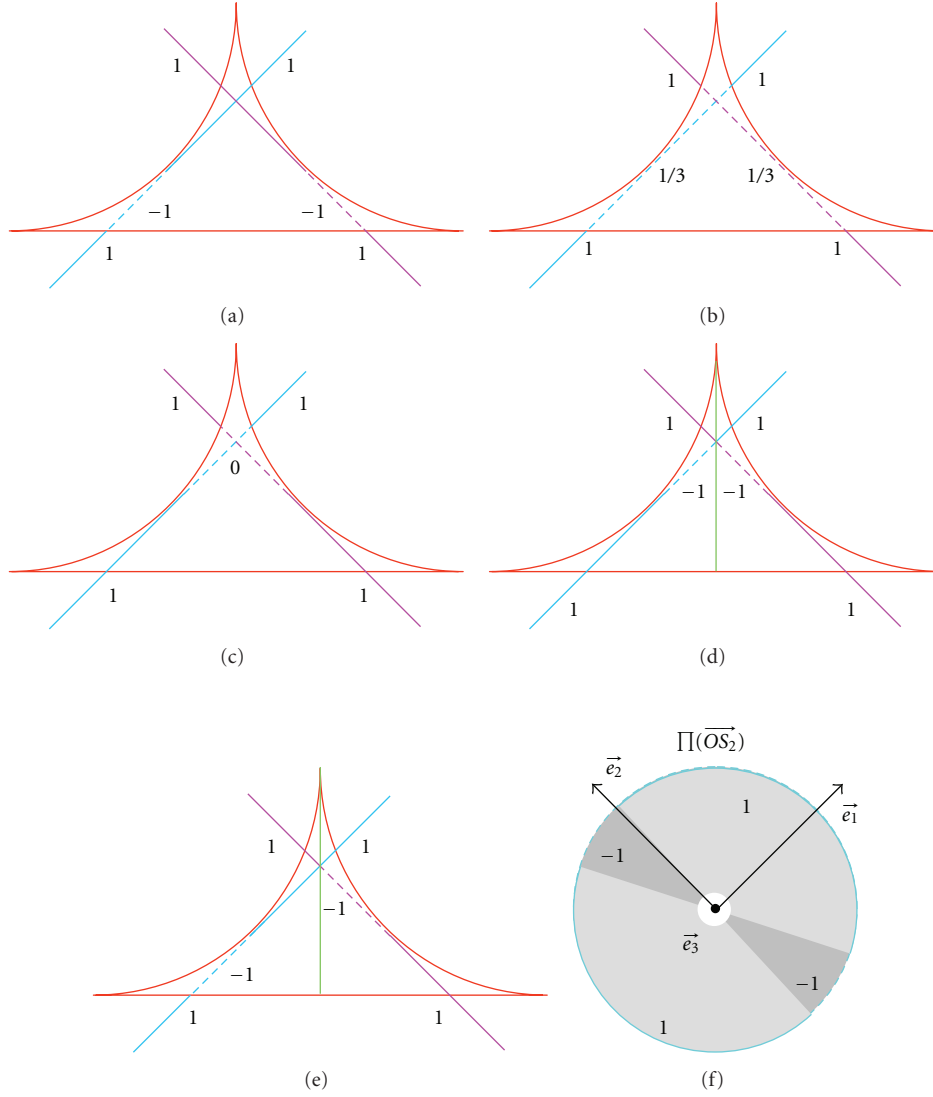 1 1 1 1
−1 −1 1/3 1/3
1 1 1 1
(a) (b)
1 1 1 1
0 −1 −1
1 1 1 1
(c) (d)
∏(OS₂)
e₂
1 e₁
1 1
−1 −1
−1 e₃
−1
1 1 1
(e) (f)